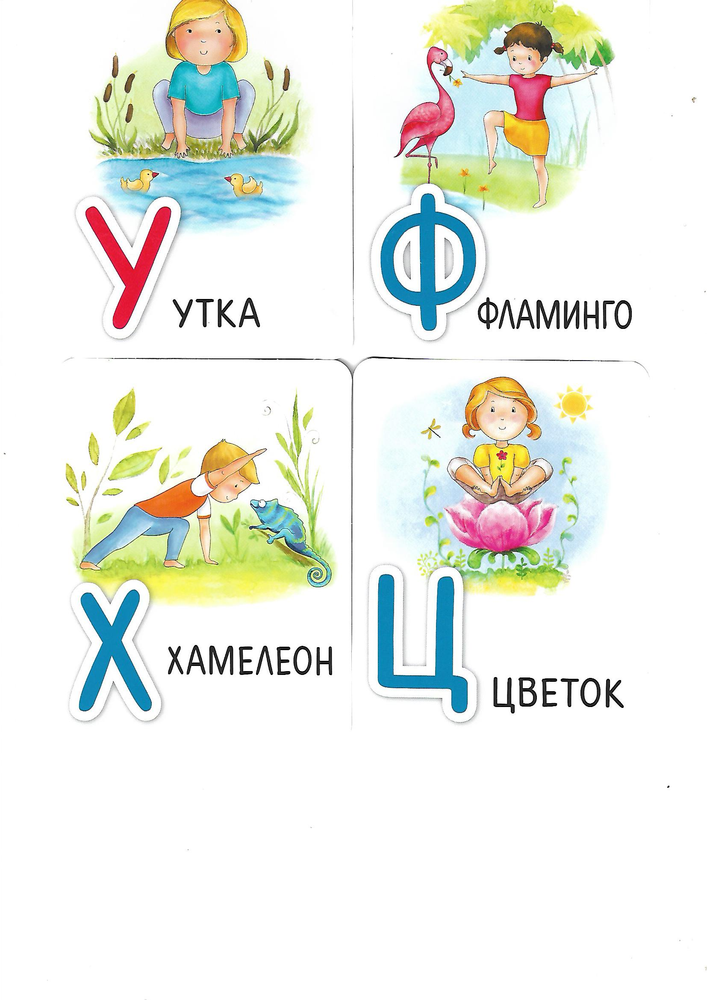 У
УТКА
Ф
ФЛАМИНГО
Х
ХАМЕЛЕОН
Ц
ЦВЕТОК